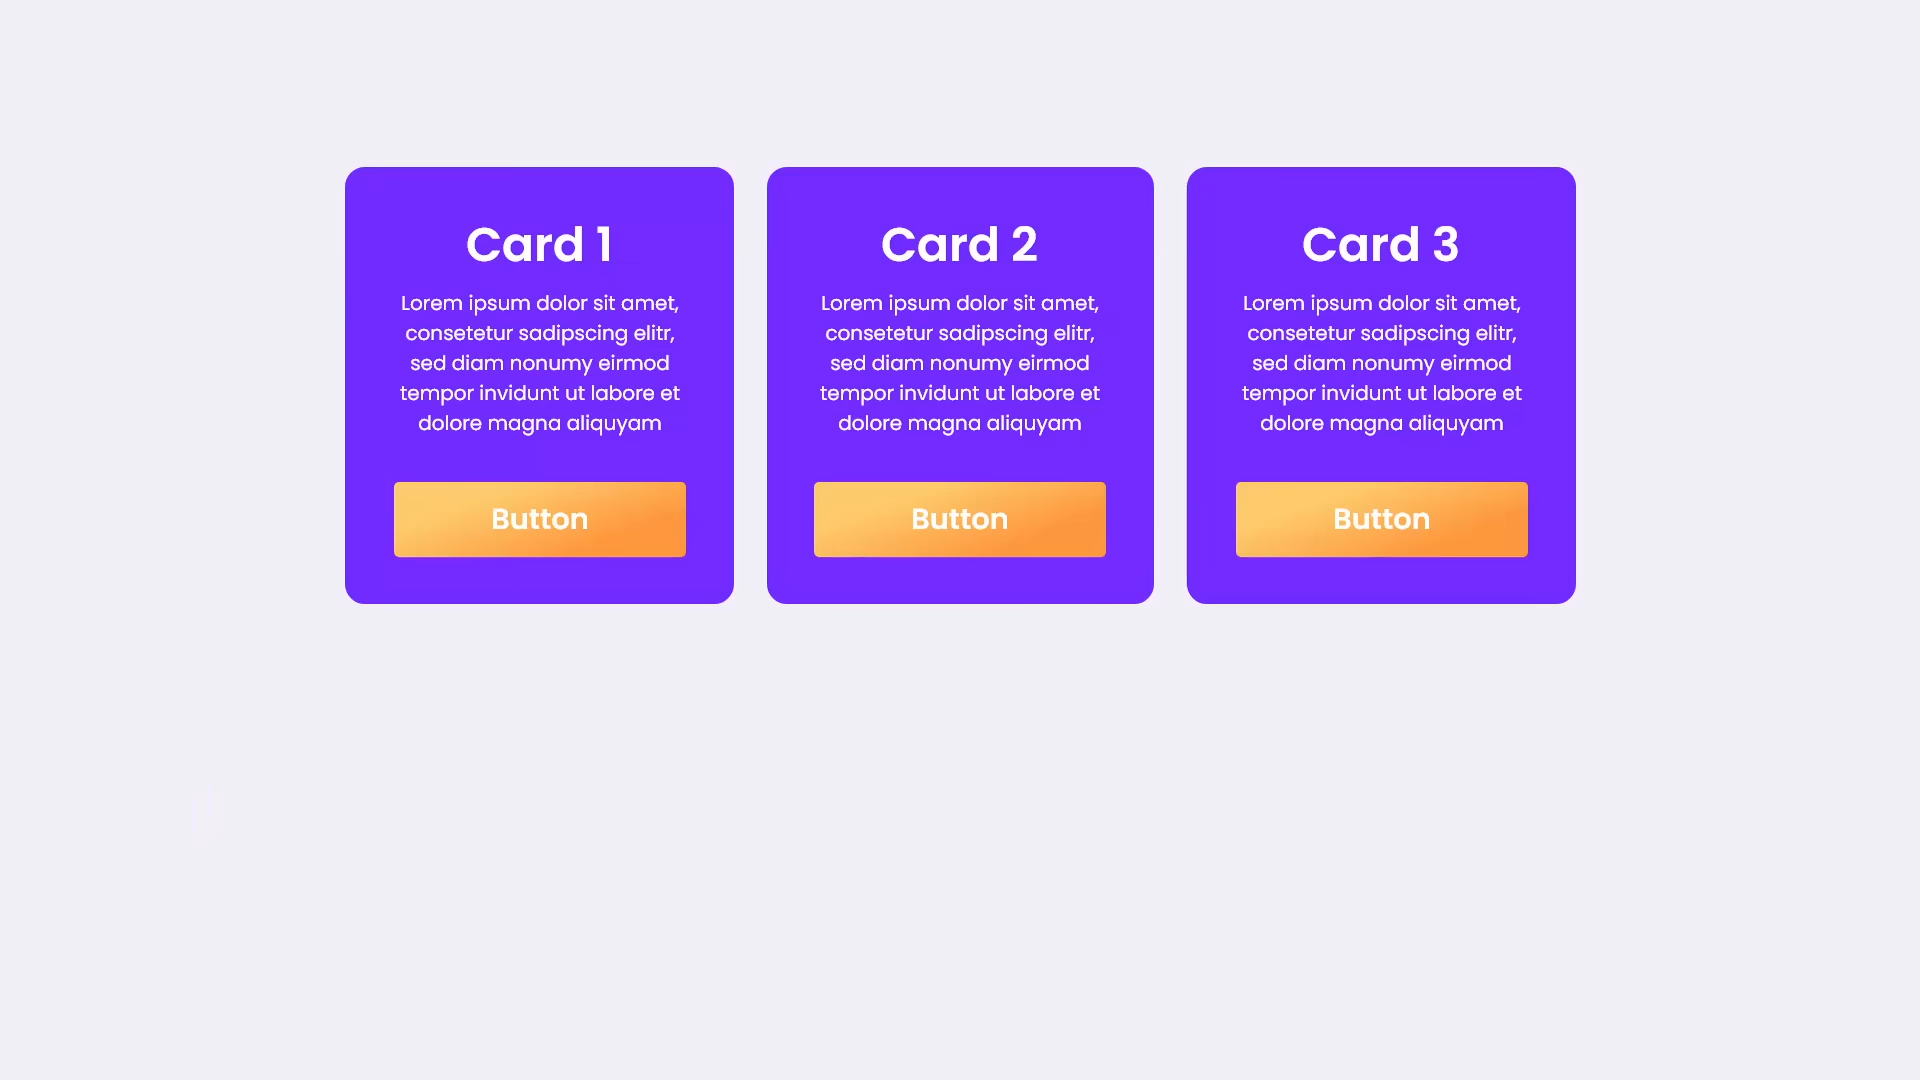 Card 1
Lorem ipsum dolor sit amet,
consetetur sadipscing elitr,
sed diam nonumy eirmod
tempor invidunt ut labore et
dolore magna aliquyam
Button
Card 2
Lorem ipsum dolor sit amet,
consetetur sadipscing elitr,
sed diam nonumy eirmod
tempor invidunt ut labore et
dolore magna aliquyam
Button
Card 3
Lorem ipsum dolor sit amet,
consetetur sadipscing elitr,
sed diam nonumy eirmod
tempor invidunt ut labore et
dolore magna aliquyam
Button